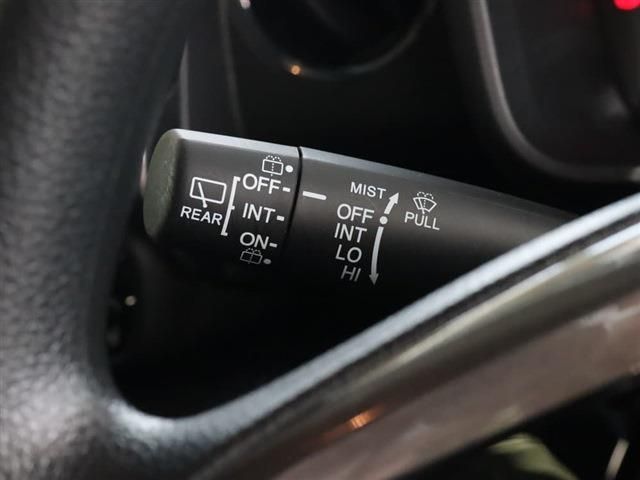 REAR
OFF
INT
ON
MIST
OFF
INT
LO
HI
PULL